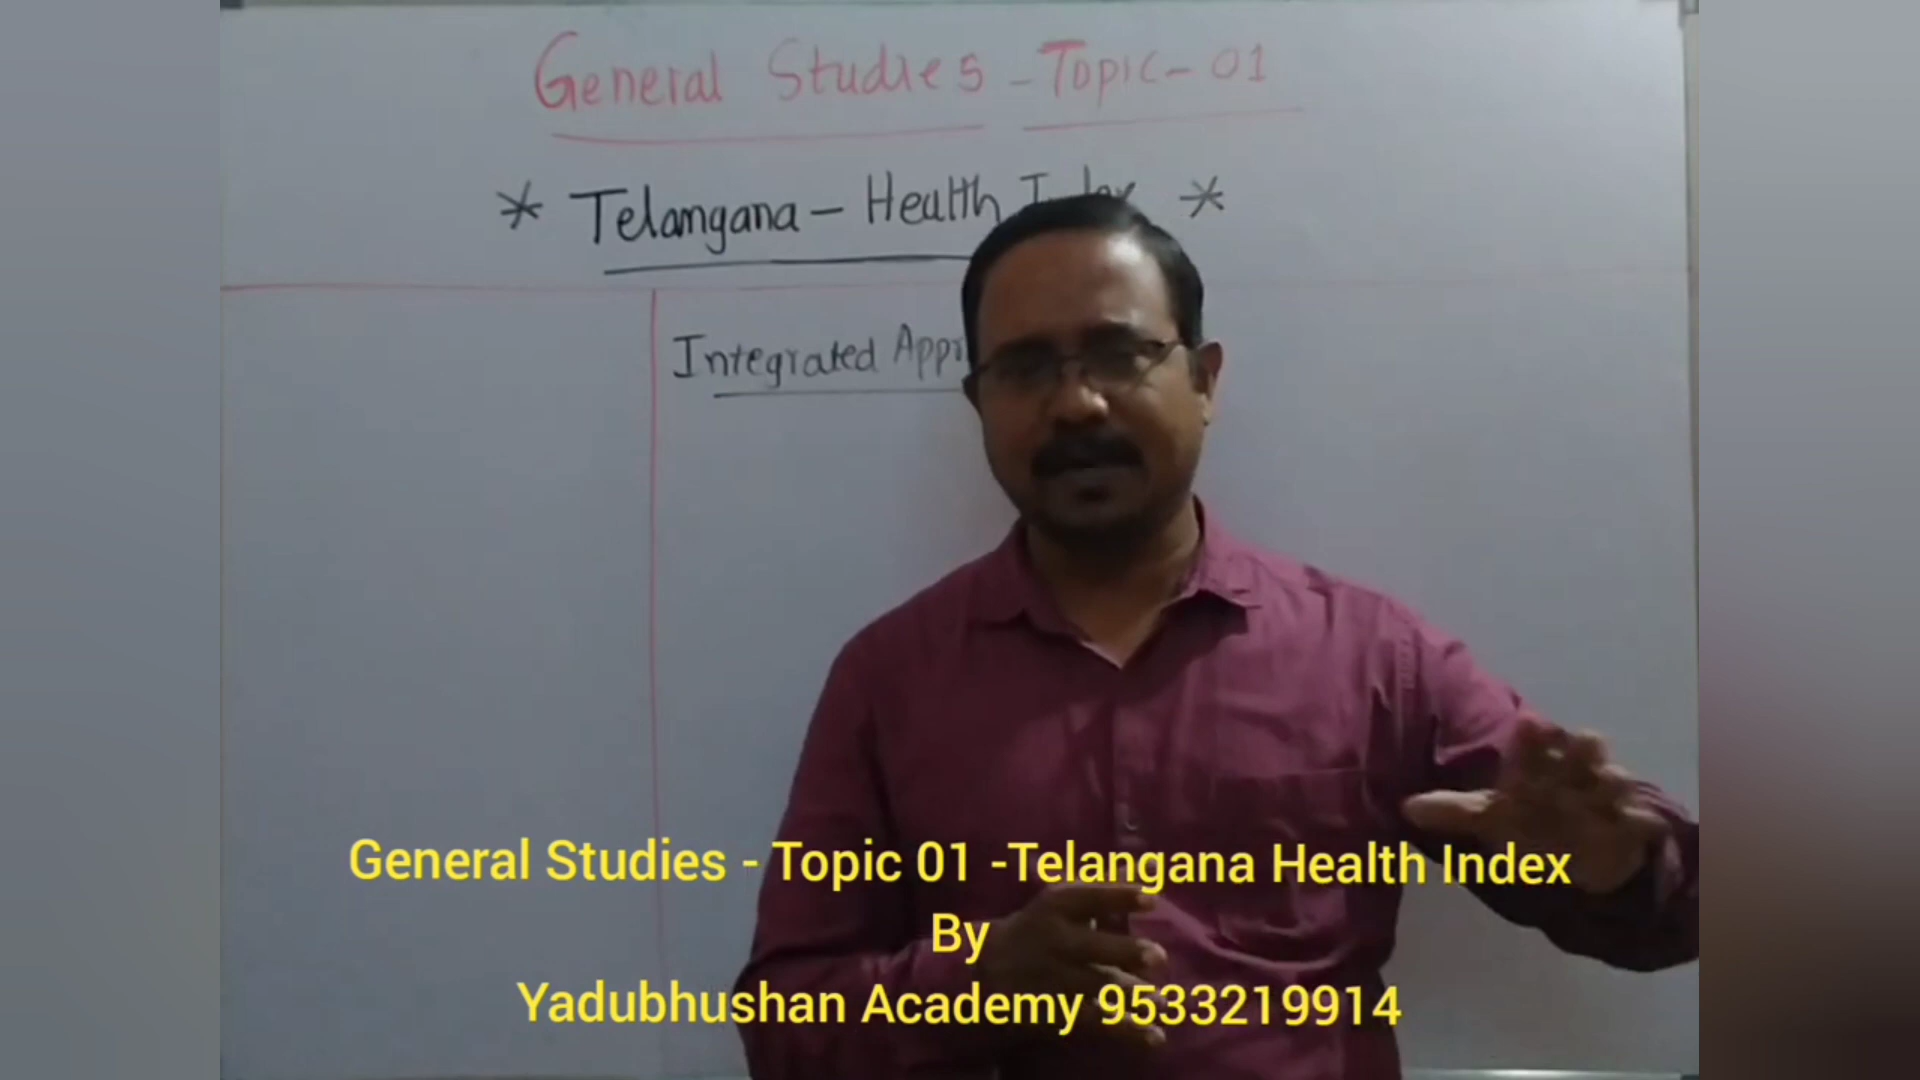 General Studies - Topic - 01
* Telangana - Health *
Integrated
General Studies - Topic 01 -Telangana Health Index
By
Yadubhushan Academy 9533219914